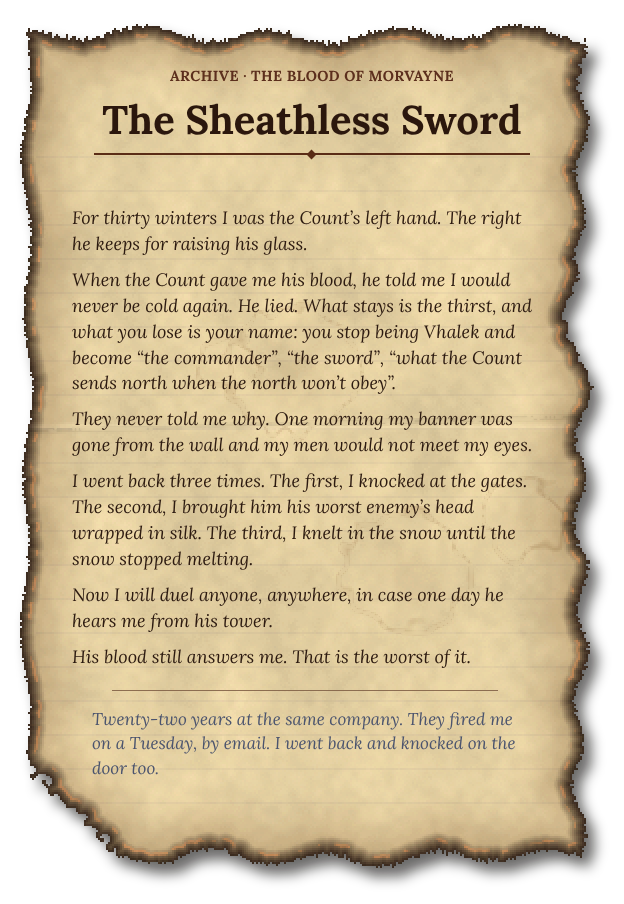 ARCHIVE · THE BLOOD OF MORVAYNE
The Sheathless Sword
For thirty winters I was the Count’s left hand. The right
he keeps for raising his glass.
When the Count gave me his blood, he told me I would
never be cold again. He lied. What stays is the thirst, and
what you lose is your name: you stop being Vhalek and
become “the commander”, “the sword”, “what the Count
sends north when the north won’t obey”.
They never told me why. One morning my banner was
gone from the wall and my men would not meet my eyes.
I went back three times. The first, I knocked at the gates.
The second, I brought him his worst enemy’s head
wrapped in silk. The third, I knelt in the snow until the
snow stopped melting.
Now I will duel anyone, anywhere, in case one day he
hears me from his tower.
His blood still answers me. That is the worst of it.
Twenty-two years at the same company. They fired me
on a Tuesday, by email. I went back and knocked on the
door too.